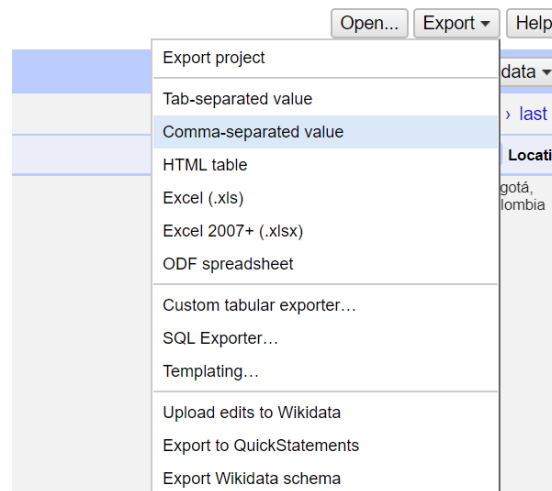 Open... Export Help
Export project
data
Tab-separated value
last
Comma-separated value
HTML table
Locati
Excel (.xls)
gotá,
lombia
Excel 2007+ (.xlsx)
ODF spreadsheet
Custom tabular exporter…
SQL Exporter…
Templating…
Upload edits to Wikidata
Export to QuickStatements
Export Wikidata schema